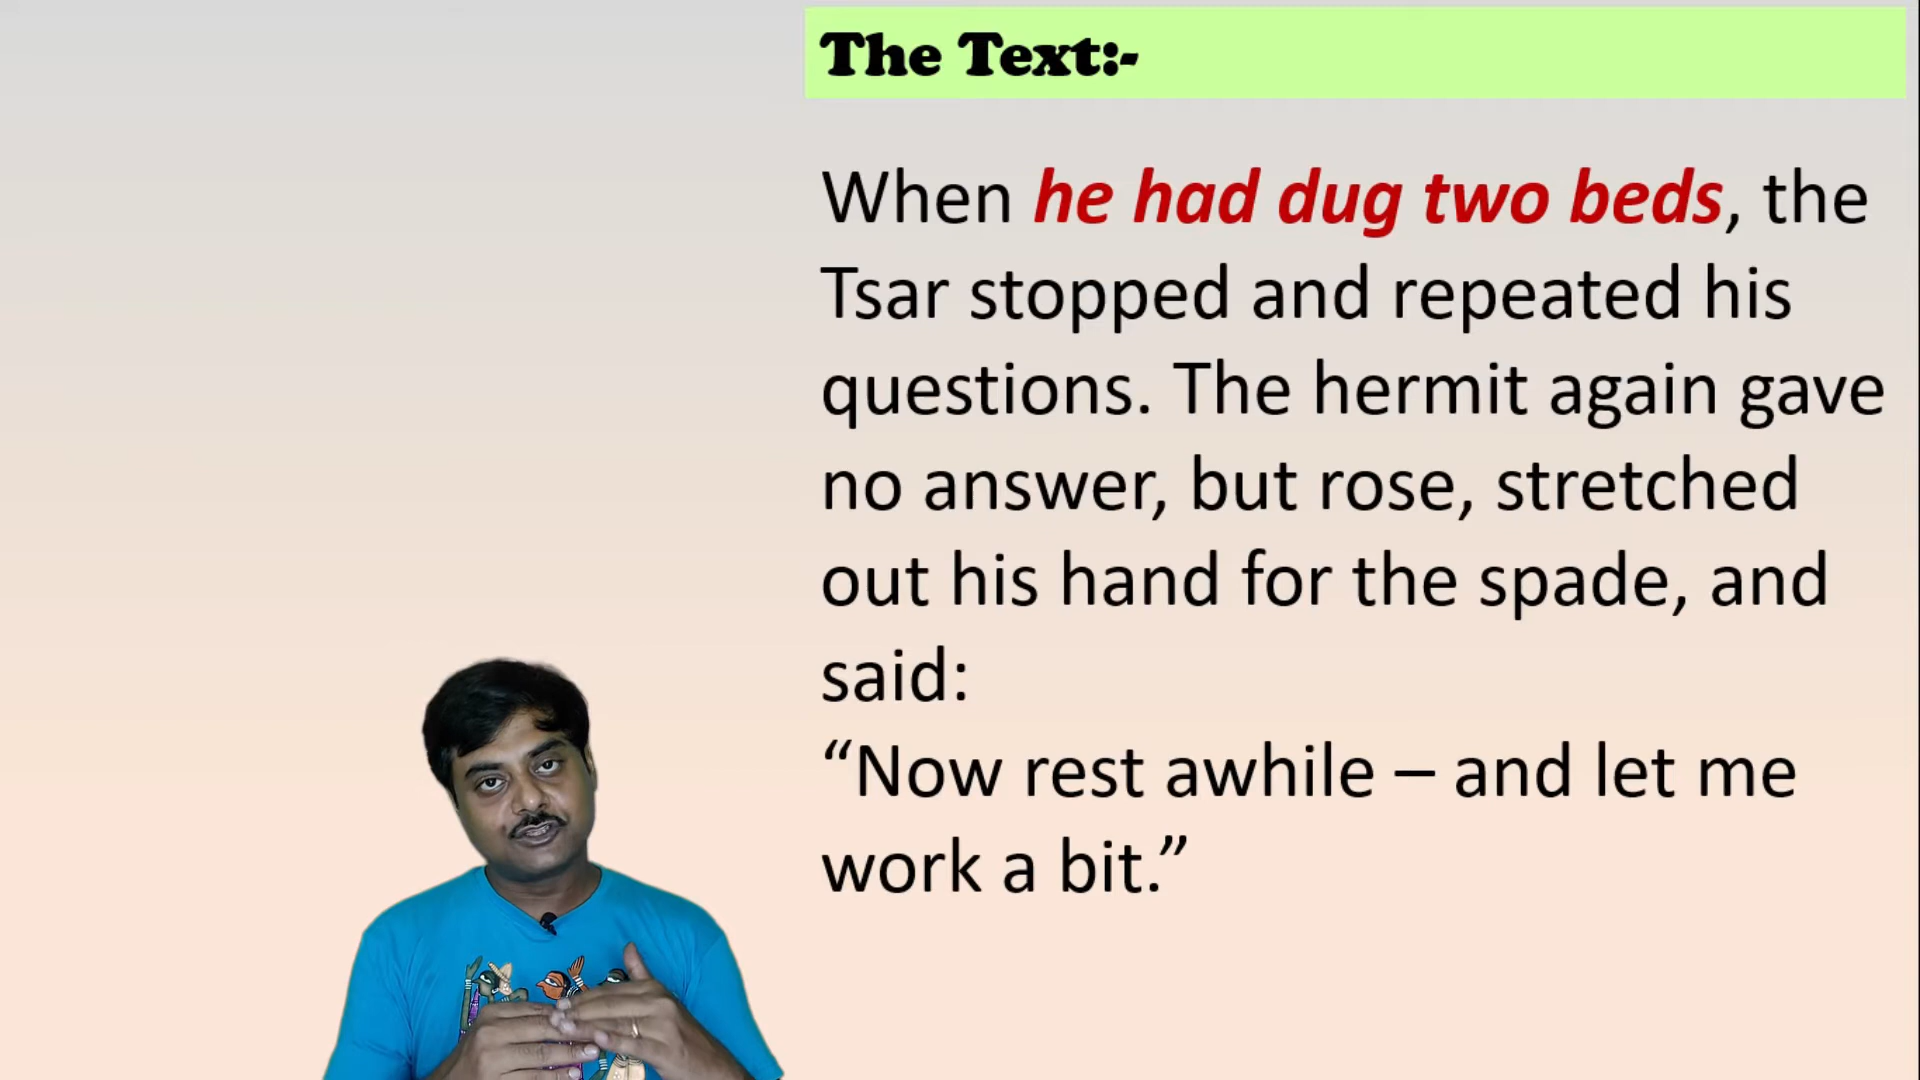 The Text:-
When he had dug two beds, the
Tsar stopped and repeated his
questions. The hermit again gave
no answer, but rose, stretched
out his hand for the spade, and
said:
“Now rest awhile – and let me
work a bit.”